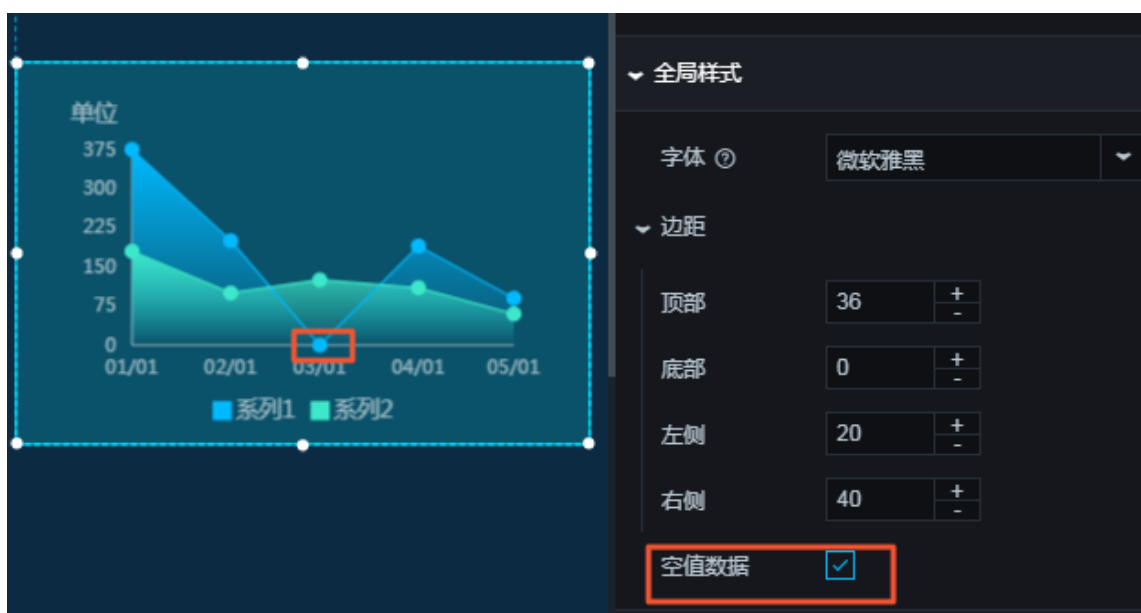 单位
375
300
225
150
75
0
01/01 02/01 03/01 04/01 05/01
系列1 系列2
全局样式
字体 ? 微软雅黑
边距
顶部 36 + -
底部 0 + -
左侧 20 + -
右侧 40 + -
空值数据